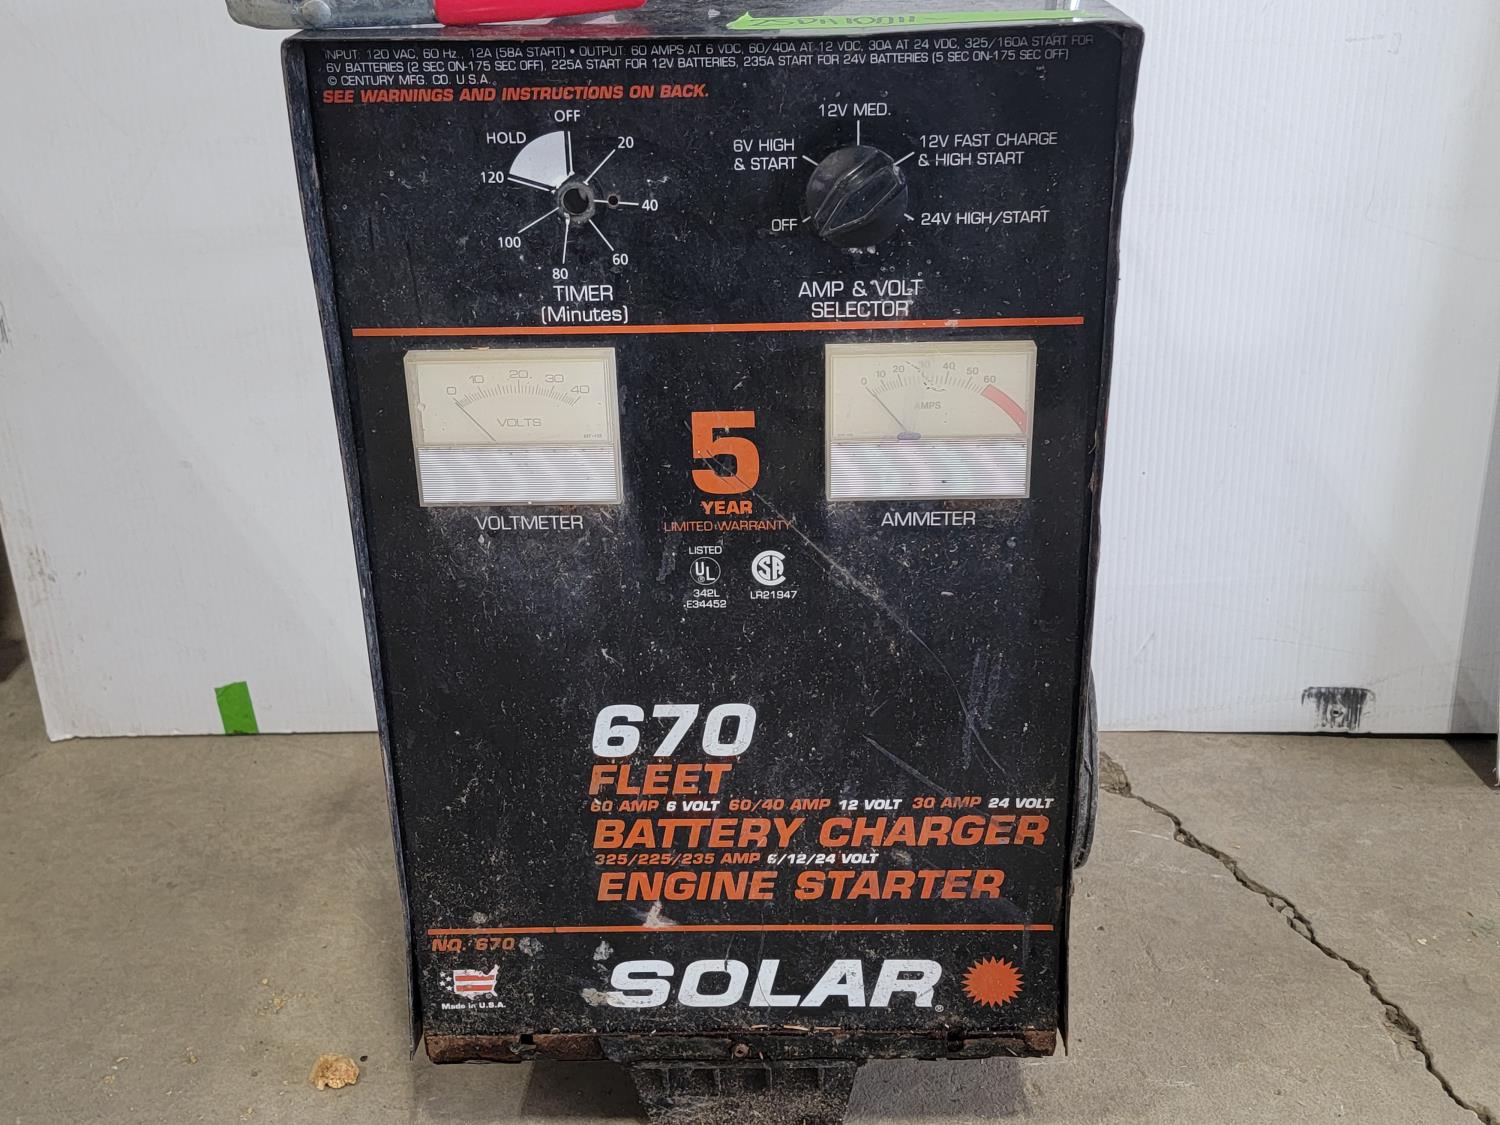 INPUT: 120 VAC, 60 Hz., 12A (58A START) • OUTPUT: 60 AMPS AT 6 VDC, 60/40A AT 12 VDC, 30A AT 24 VDC, 325/160A START FOR
6V BATTERIES (2 SEC ON-175 SEC OFF), 225A START FOR 12V BATTERIES, 235A START FOR 24V BATTERIES (5 SEC ON-175 SEC OFF)
© CENTURY MFG. CO. U.S.A.
SEE WARNINGS AND INSTRUCTIONS ON BACK.
OFF
HOLD
20
120
40
100
60
80
TIMER
(Minutes)
12V MED.
6V HIGH
& START
12V FAST CHARGE
& HIGH START
OFF
24V HIGH/START
AMP & VOLT
SELECTOR
0 10 20 30 40
VOLTS
VOLTMETER
0 10 20 30 40 50 60
AMPS
AMMETER
5
YEAR
LIMITED WARRANTY
LISTED
UL
342L
E34452
SA
LR21947
670
FLEET
60 AMP 6 VOLT 60/40 AMP 12 VOLT 30 AMP 24 VOLT
BATTERY CHARGER
325/225/235 AMP 6/12/24 VOLT
ENGINE STARTER
NO. 670
Made in U.S.A.
SOLAR®